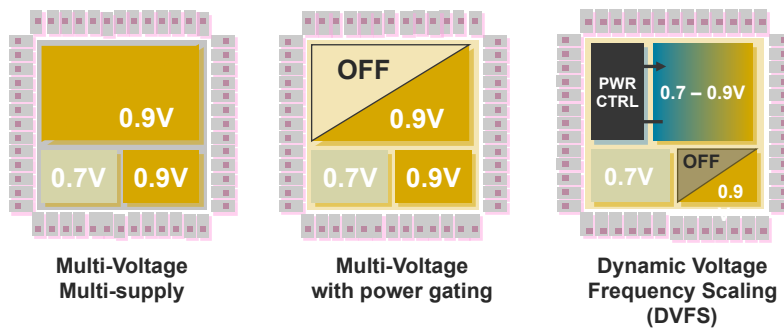 0.9V
0.7V
0.9V
Multi-Voltage
Multi-supply
OFF
0.9V
0.7V
0.9V
Multi-Voltage
with power gating
PWR
CTRL
0.7 – 0.9V
0.7V
OFF
0.9
Dynamic Voltage
Frequency Scaling
(DVFS)